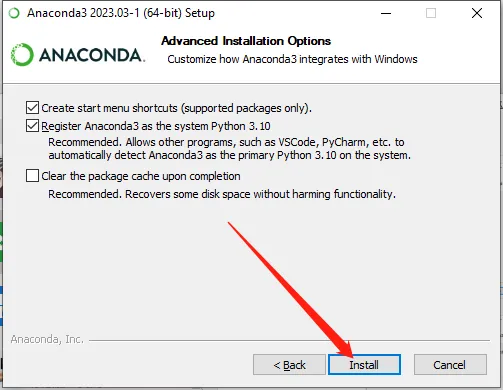 Anaconda3 2023.03-1 (64-bit) Setup
ANACONDA.
Advanced Installation Options
Customize how Anaconda3 integrates with Windows
Create start menu shortcuts (supported packages only).
Register Anaconda3 as the system Python 3.10
Recommended. Allows other programs, such as VSCode, PyCharm, etc. to
automatically detect Anaconda3 as the primary Python 3.10 on the system.
Clear the package cache upon completion
Recommended. Recovers some disk space without harming functionality.
Anaconda, Inc.
< Back
Install
Cancel